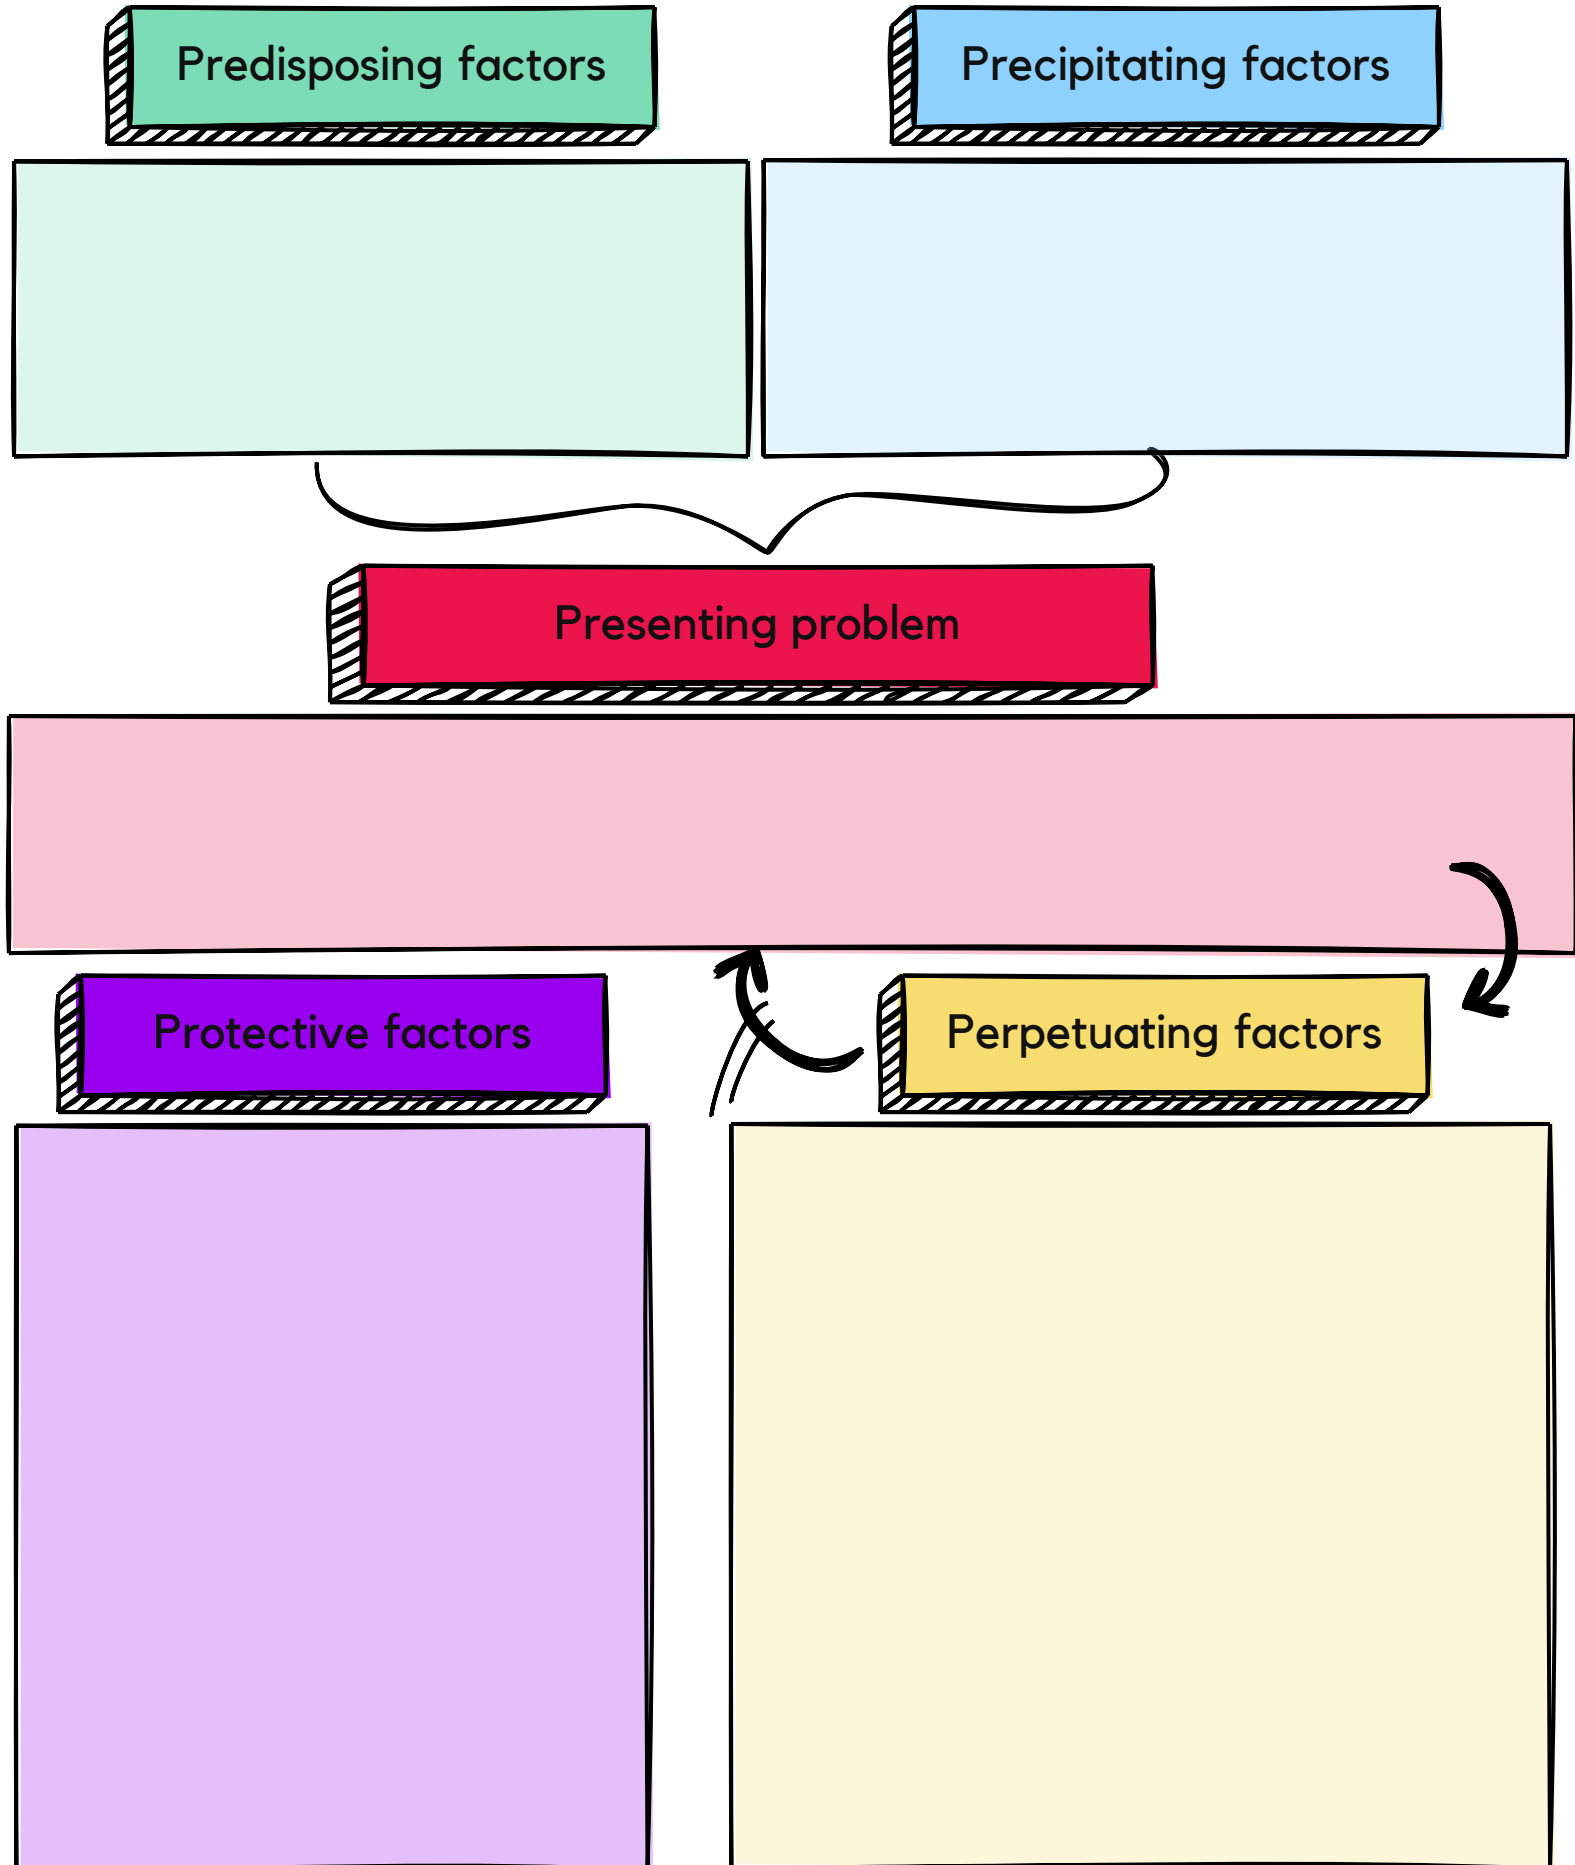 Predisposing factors
Precipitating factors
Presenting problem
Protective factors
Perpetuating factors